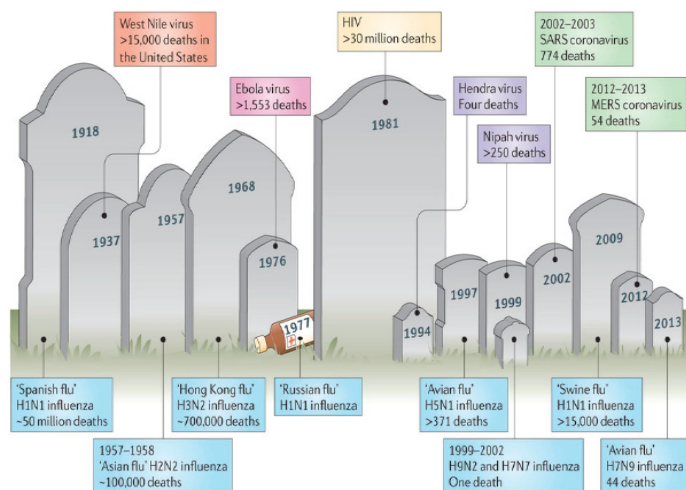 West Nile virus
>15,000 deaths in
the United States
Ebola virus
>1,553 deaths
HIV
>30 million deaths
Hendra virus
Four deaths
Nipah virus
>250 deaths
2002–2003
SARS coronavirus
774 deaths
2012–2013
MERS coronavirus
54 deaths
1918
1937
1957
1968
1976
1977
1981
1994
1997
1999
2002
2009
2012
2013
‘Spanish flu’
H1N1 influenza
~50 million deaths
1957–1958
‘Asian flu’ H2N2 influenza
~100,000 deaths
‘Hong Kong flu’
H3N2 influenza
~700,000 deaths
‘Russian flu’
H1N1 influenza
‘Avian flu’
H5N1 influenza
>371 deaths
1999–2002
H9N2 and H7N7 influenza
One death
‘Swine flu’
H1N1 influenza
>15,000 deaths
‘Avian flu’
H7N9 influenza
44 deaths